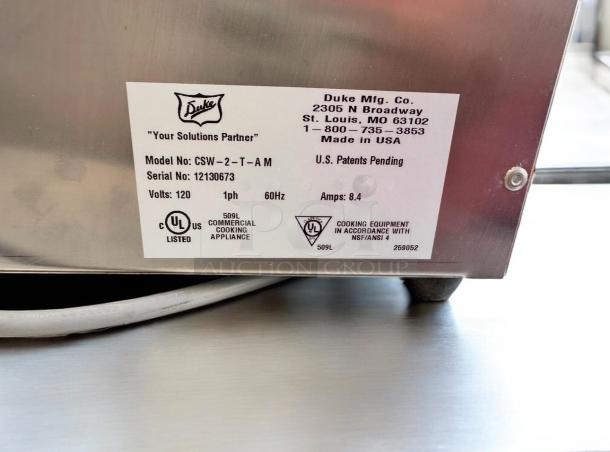 Duke
"Your Solutions Partner"
Duke Mfg. Co.
2305 N Broadway
St. Louis, MO 63102
1-800-735-3853
Made in USA
Model No: CSW-2-T-A M
U.S. Patents Pending
Serial No: 12130673
Volts: 120 1ph 60Hz Amps: 8.4
C UL US
LISTED
509L
COMMERCIAL
COOKING
APPLIANCE
UL
509L
COOKING EQUIPMENT
IN ACCORDANCE WITH
NSF/ANSI 4
269052
PCI
AUCTION GROUP